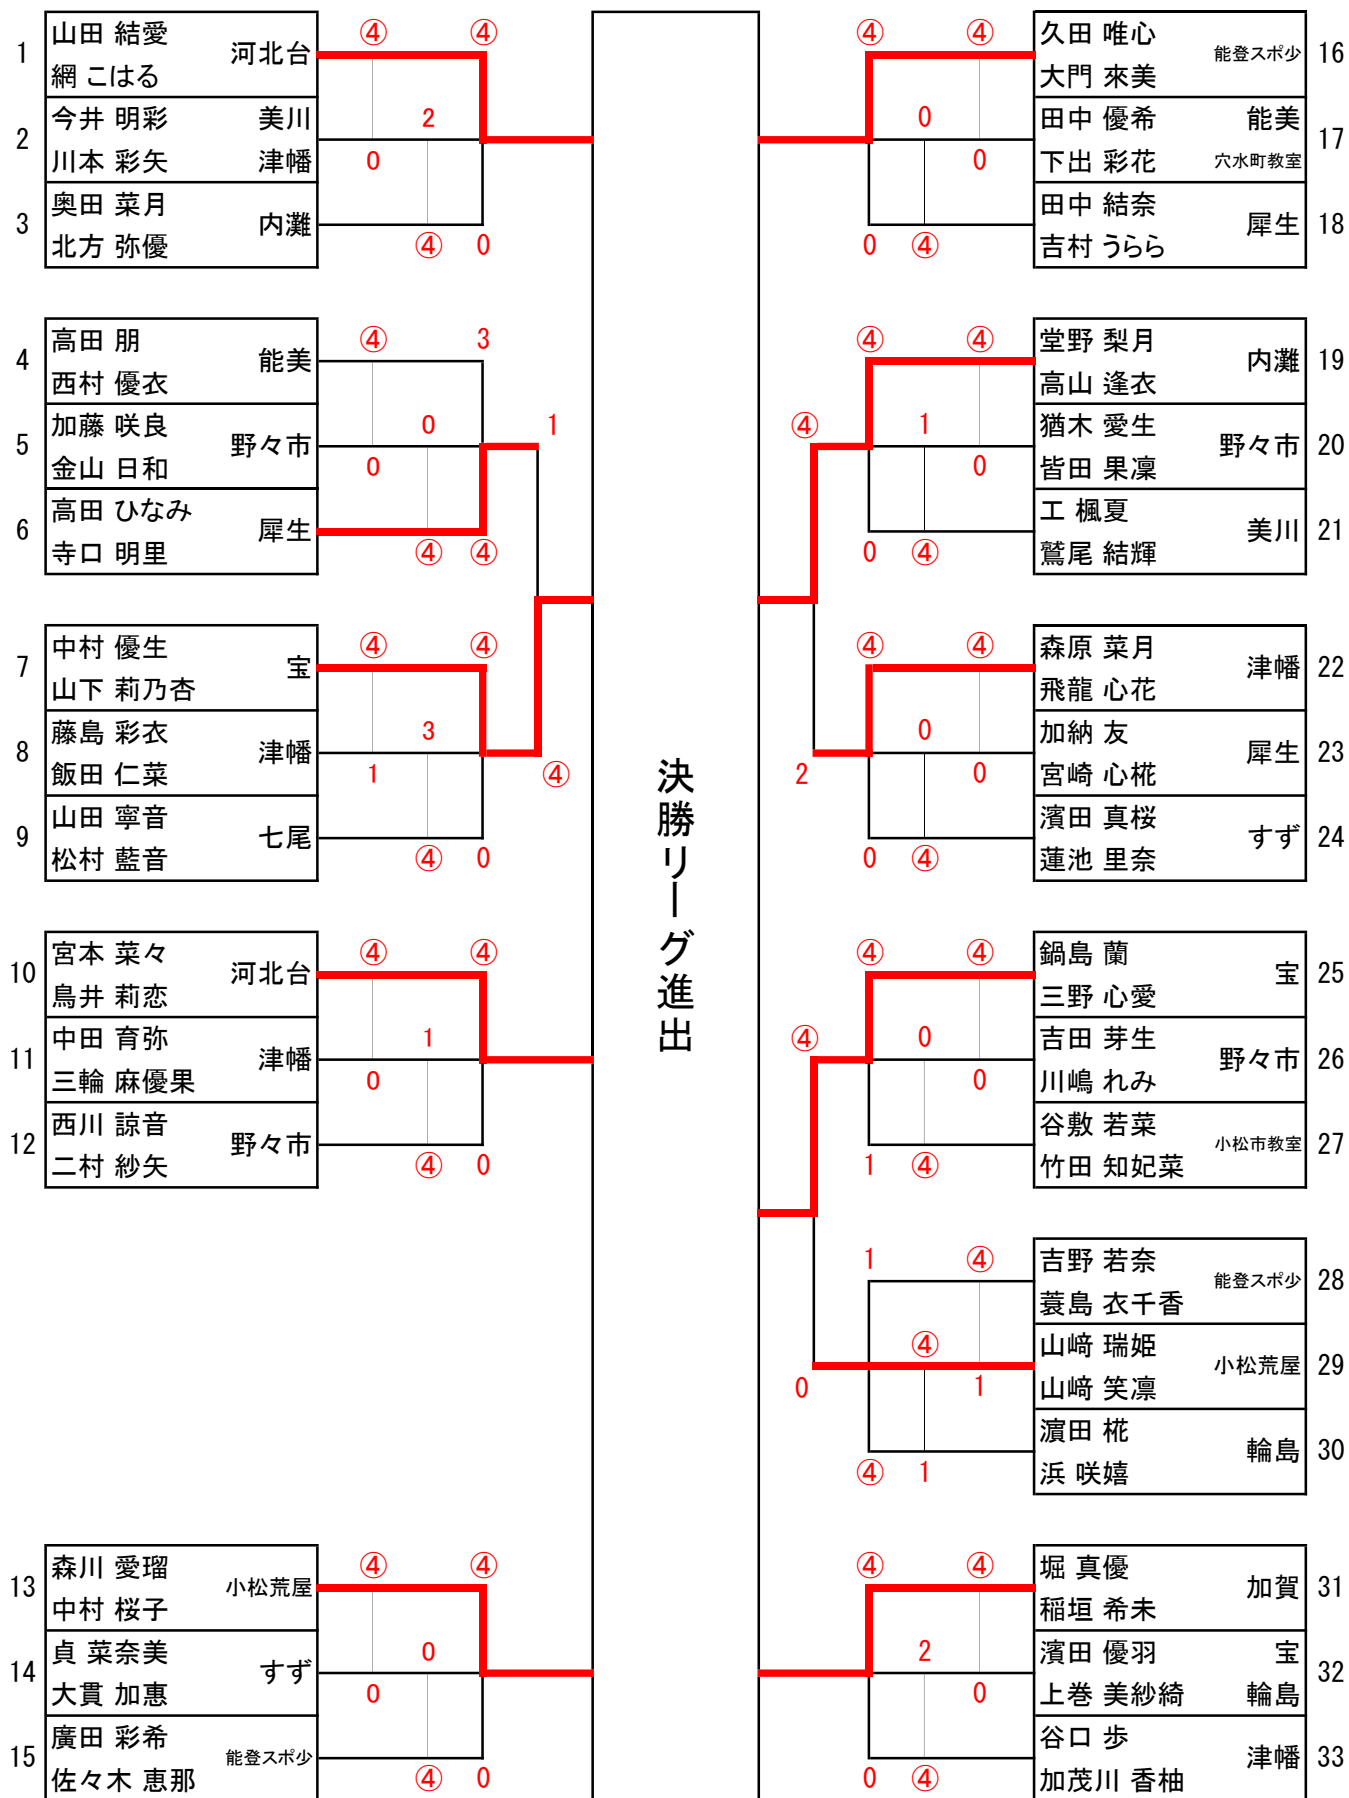 1 山田 結愛 河北台 ④ ④
網 こはる
2 今井 明彩 美川 2
川本 彩矢 津幡 0
3 奥田 菜月 内灘
北方 弥優 ④ 0
4 高田 朋 能美 ④ 3
西村 優衣
5 加藤 咲良 野々市 0 1
金山 日和 0
6 高田 ひなみ 犀生
寺口 明里 ④ ④
7 中村 優生 宝 ④ ④
山下 莉乃杏
8 藤島 彩衣 津幡 3
飯田 仁菜 1 ④
9 山田 寧音 七尾
松村 藍音 ④ 0
10 宮本 菜々 河北台 ④ ④
鳥井 莉恋
11 中田 育弥 津幡 1
三輪 麻優果 0
12 西川 諒音 野々市
二村 紗矢 ④ 0
13 森川 愛瑠 小松荒屋 ④ ④
中村 桜子
14 貞 菜奈美 すず 0
大貫 加恵 0
15 廣田 彩希 能登スポ少
佐々木 恵那 ④ 0
決勝リーグ進出
④ ④ 久田 唯心 能登スポ少 16
大門 來美
0 田中 優希 能美 17
0 下出 彩花 穴水町教室
田中 結奈 犀生 18
0 ④ 吉村 うらら
④ ④ 堂野 梨月 内灘 19
高山 逢衣
④ 1 猶木 愛生 野々市 20
0 皆田 果凜
工 楓夏 美川 21
0 ④ 鷲尾 結輝
④ ④ 森原 菜月 津幡 22
飛龍 心花
0 加納 友 犀生 23
2 0 宮崎 心椛
濱田 真桜 すず 24
0 ④ 蓮池 里奈
④ ④ 鍋島 蘭 宝 25
三野 心愛
④ 0 吉田 芽生 野々市 26
0 川嶋 れみ
谷敷 若菜 小松市教室 27
1 ④ 竹田 知妃菜
1 ④ 吉野 若奈 能登スポ少 28
蓑島 衣千香
④ 山﨑 瑞姫 小松荒屋 29
0 1 山﨑 笑凛
濵田 椛 輪島 30
④ 1 浜 咲嬉
④ ④ 堀 真優 加賀 31
稲垣 希未
2 濱田 優羽 宝 32
0 上巻 美紗綺 輪島
谷口 歩 津幡 33
0 ④ 加茂川 香柚